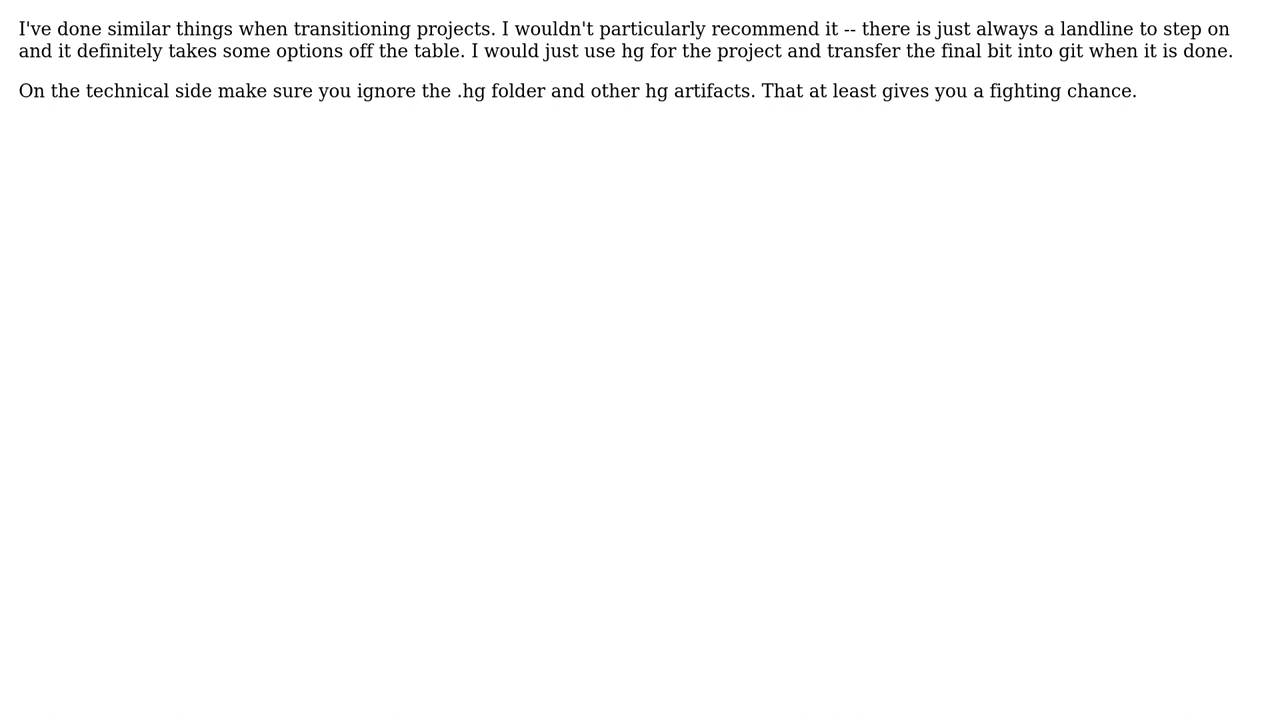 I've done similar things when transitioning projects. I wouldn't particularly recommend it -- there is just always a landline to step on
and it definitely takes some options off the table. I would just use hg for the project and transfer the final bit into git when it is done.
On the technical side make sure you ignore the .hg folder and other hg artifacts. That at least gives you a fighting chance.